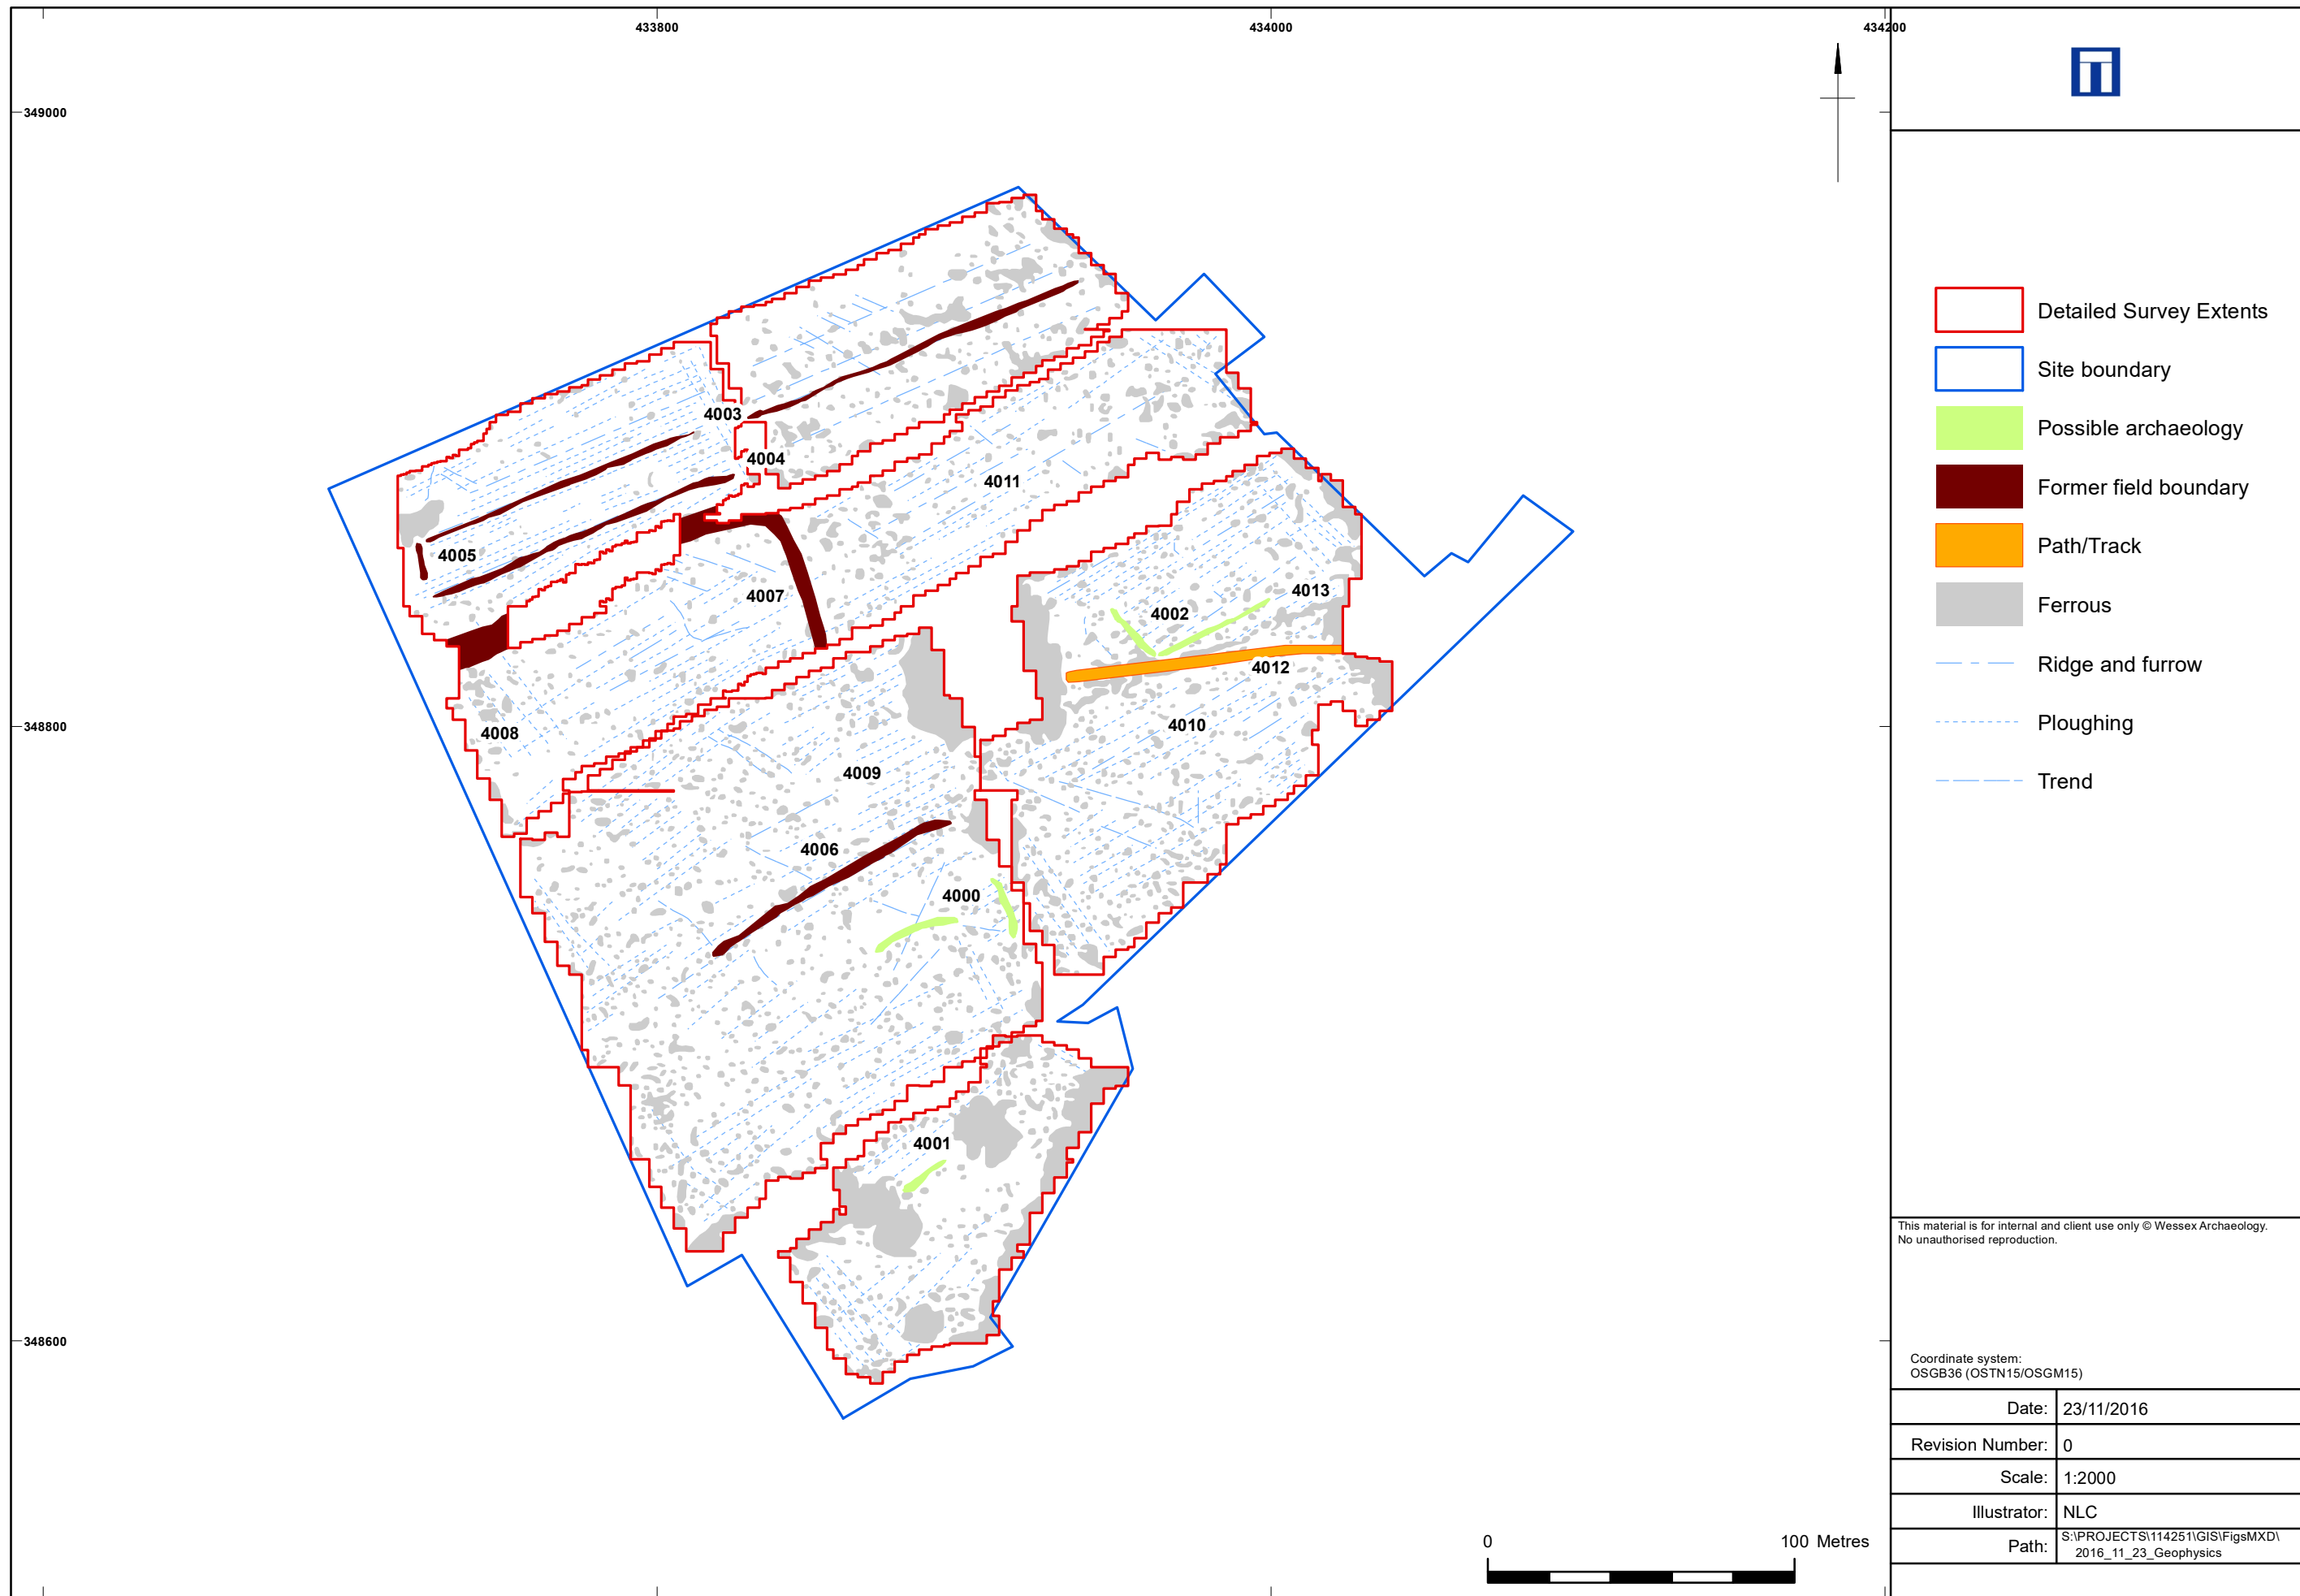 433800
434000
434200
349000
348800
348600
4003
4004
4011
4005
4007
4002
4013
4012
4008
4010
4009
4006
4000
4001
Detailed Survey Extents
Site boundary
Possible archaeology
Former field boundary
Path/Track
Ferrous
Ridge and furrow
Ploughing
Trend
This material is for internal and client use only © Wessex Archaeology.
No unauthorised reproduction.
Coordinate system:
OSGB36 (OSTN15/OSGM15)
Date: 23/11/2016
Revision Number: 0
Scale: 1:2000
Illustrator: NLC
Path: S:\PROJECTS\114251\GIS\FigsMXD\
2016_11_23_Geophysics
0 100 Metres